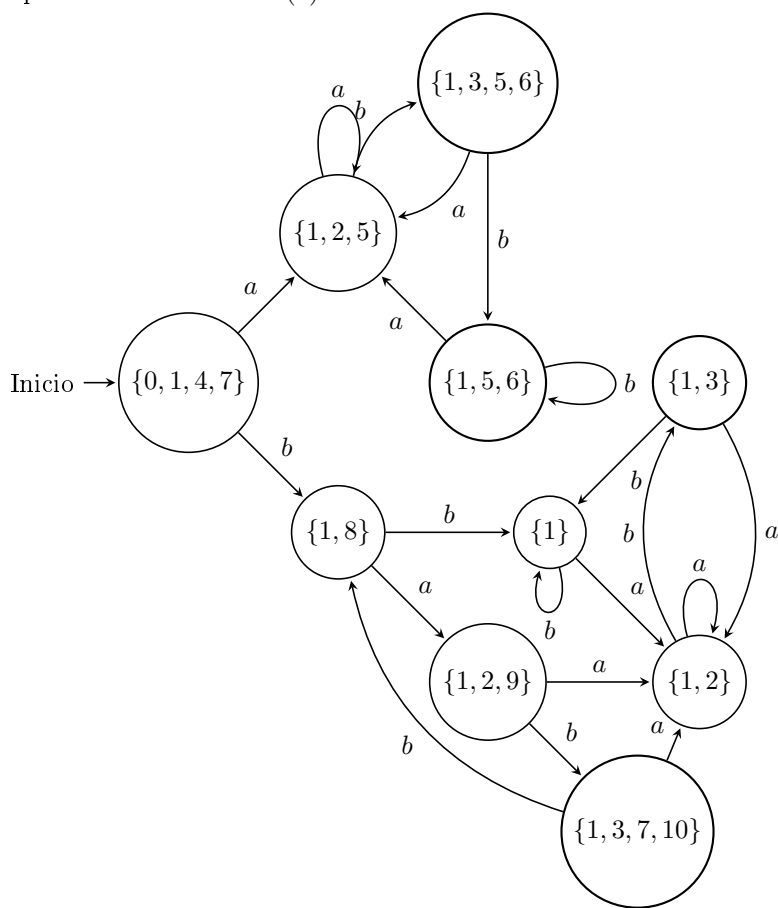 {1, 3, 5, 6}
a
b
{1, 2, 5}
a
b
a
a
Inicio
{0, 1, 4, 7}
{1, 5, 6}
b
{1, 3}
b
b
{1, 8}
b
{1}
b
a
a
a
b
a
{1, 2, 9}
a
{1, 2}
b
b
a
{1, 3, 7, 10}